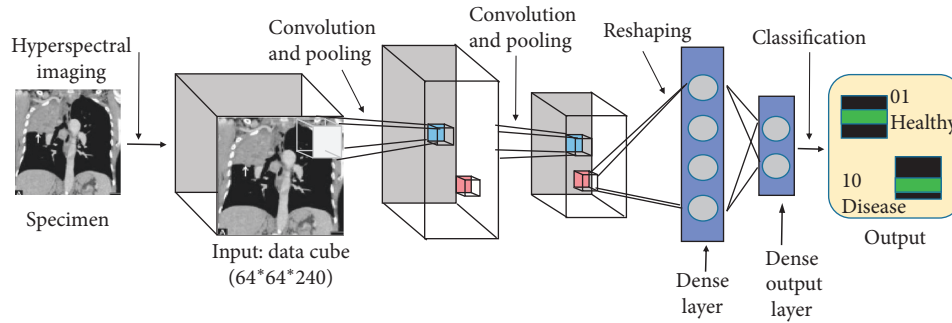 Hyperspectral
imaging
Specimen
A
Convolution
and pooling
A
Input: data cube
(64*64*240)
Convolution
and pooling
Reshaping
Dense
layer
Classification
Dense
output
layer
01
Healthy
10
Disease
Output